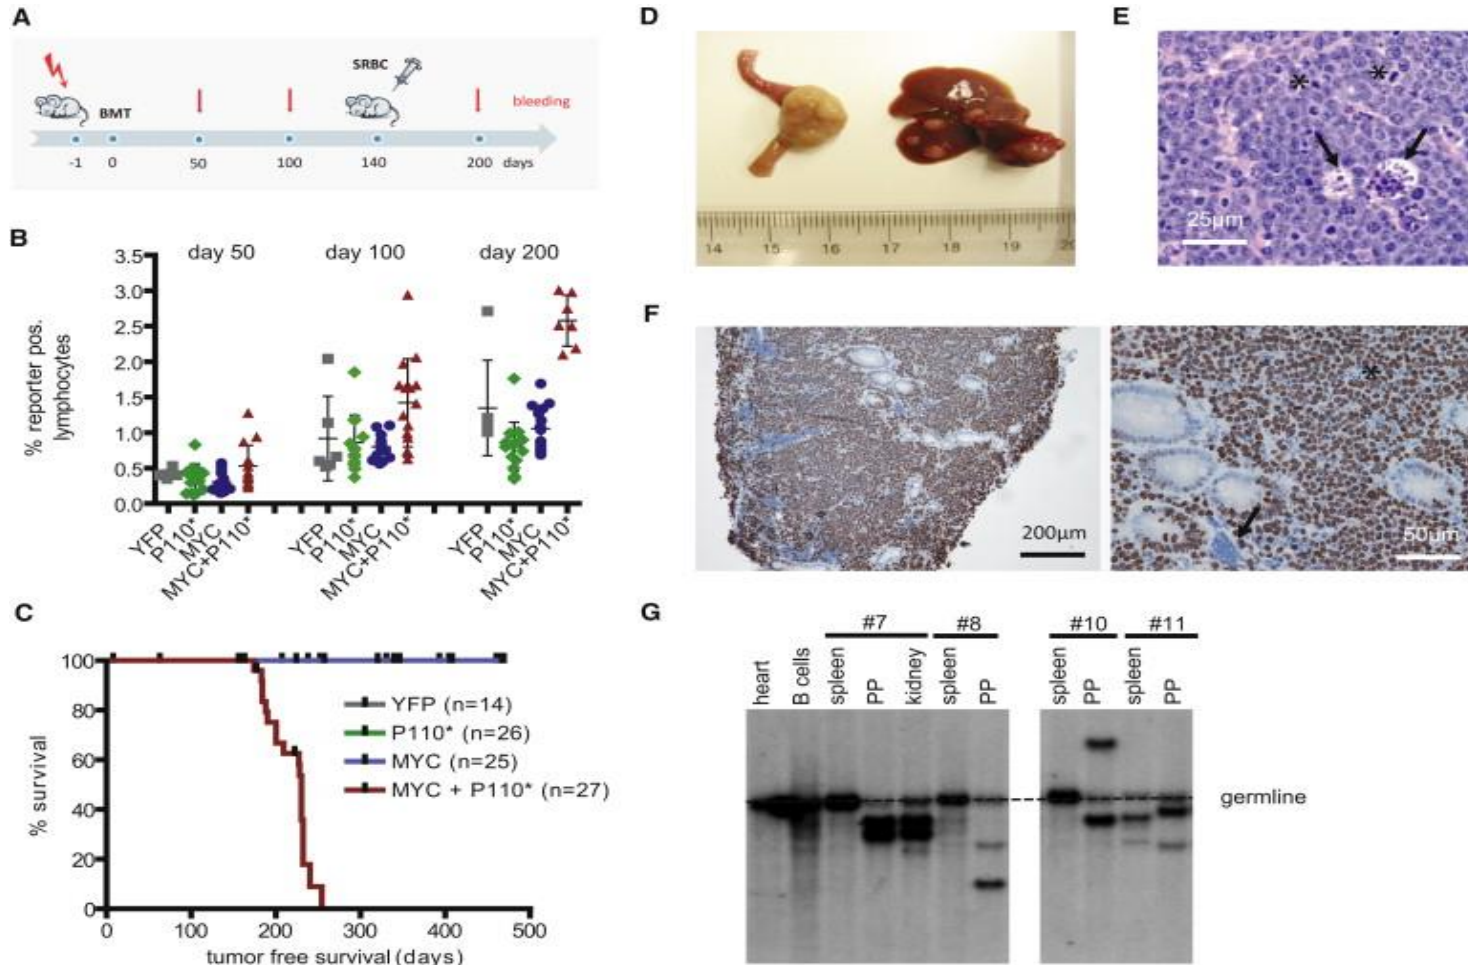 A
SRBC
BMT
bleeding
-1 0 50 100 140 200 days
B
day 50 day 100 day 200
% reporter pos.
lymphocytes
3.5
3.0
2.5
2.0
1.5
1.0
0.5
0.0
YFP P110* MYC MYC+P110* YFP P110* MYC MYC+P110* YFP P110* MYC MYC+P110*
C
% survival
100
80
60
40
20
0
YFP (n=14)
P110* (n=26)
MYC (n=25)
MYC + P110* (n=27)
0 100 200 300 400 500
tumor free survival (days)
D
14 15 16 17 18 19 20
E
* *
25µm
F
200µm
*
50µm
G
#7 #8 #10 #11
heart B cells spleen PP kidney spleen PP spleen PP spleen PP
germline